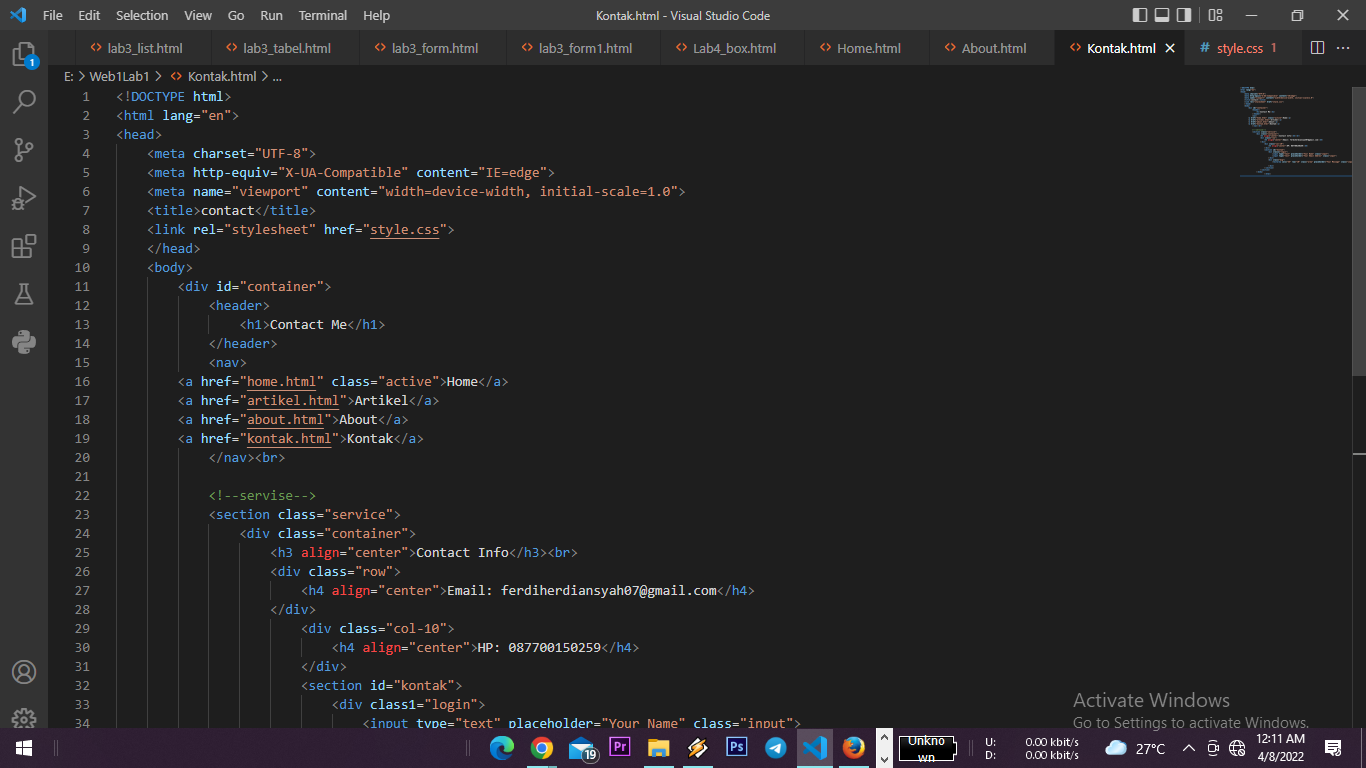 File Edit Selection View Go Run Terminal Help Kontak.html - Visual Studio Code
lab3_list.html lab3_tabel.html lab3_form.html lab3_form1.html Lab4_box.html Home.html About.html Kontak.html # style.css 1
E: > Web1Lab1 > Kontak.html > ...
1 <!DOCTYPE html>
2 <html lang="en">
3 <head>
4 <meta charset="UTF-8">
5 <meta http-equiv="X-UA-Compatible" content="IE=edge">
6 <meta name="viewport" content="width=device-width, initial-scale=1.0">
7 <title>contact</title>
8 <link rel="stylesheet" href="style.css">
9 </head>
10 <body>
11 <div id="container">
12 <header>
13 <h1>Contact Me</h1>
14 </header>
15 <nav>
16 <a href="home.html" class="active">Home</a>
17 <a href="artikel.html">Artikel</a>
18 <a href="about.html">About</a>
19 <a href="kontak.html">Kontak</a>
20 </nav><br>
21
22 <!--servise-->
23 <section class="service">
24 <div class="container">
25 <h3 align="center">Contact Info</h3><br>
26 <div class="row">
27 <h4 align="center">Email: ferdiherdiansyah07@gmail.com</h4>
28 </div>
29 <div class="col-10">
30 <h4 align="center">HP: 087700150259</h4>
31 </div>
32 <section id="kontak">
33 <div class1="login">
34 <input type="text" placeholder="Your Name" class="input">
1
Activate Windows
Go to Settings to activate Windows.
19 Pr Ps
Unkno
wn
U: 0.00 kbit/s
D: 0.00 kbit/s
27°C
12:11 AM
4/8/2022